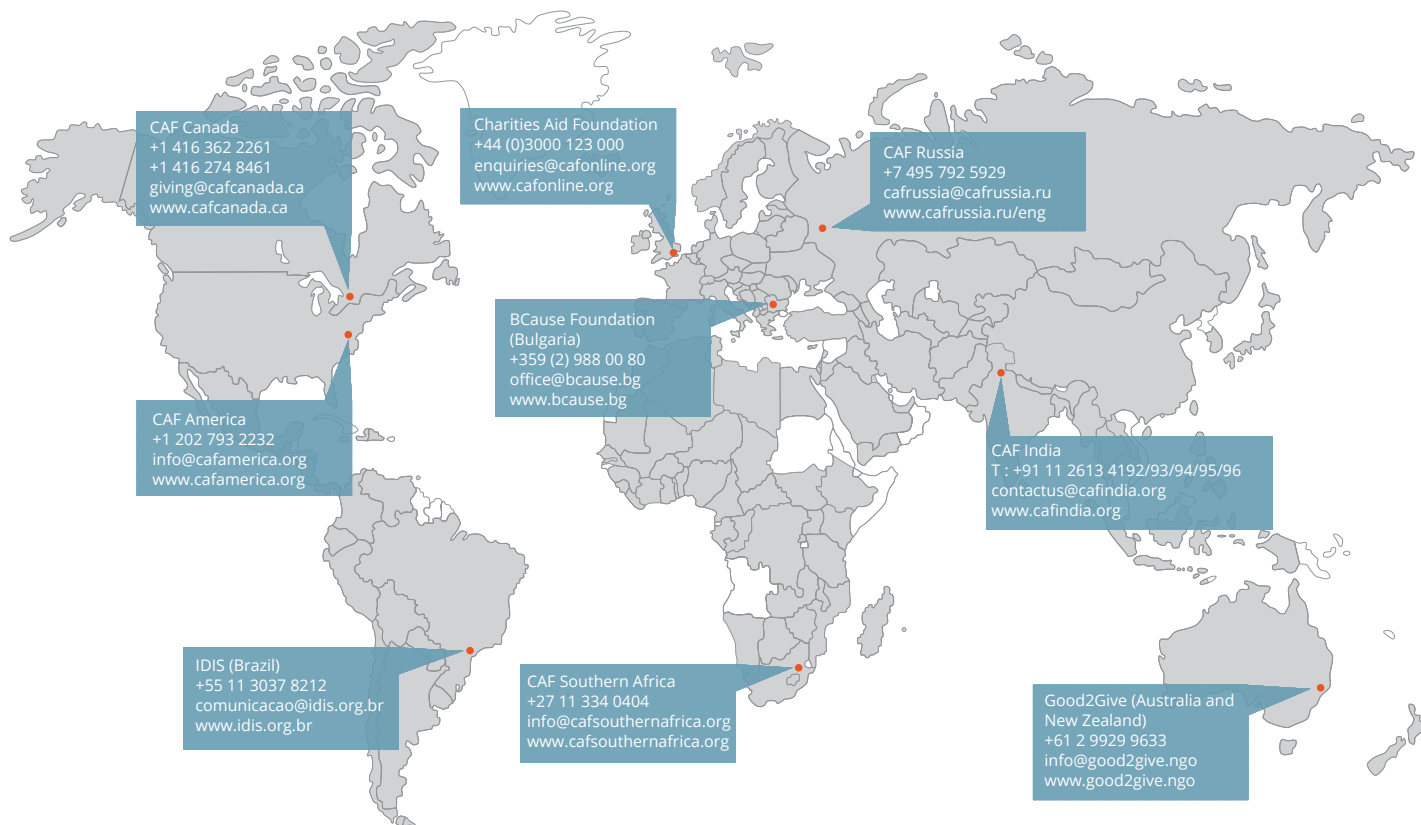 CAF Canada
+1 416 362 2261
+1 416 274 8461
giving@cafcanada.ca
www.cafcanada.ca
Charities Aid Foundation
+44 (0)3000 123 000
enquiries@cafonline.org
www.cafonline.org
CAF Russia
+7 495 792 5929
cafrussia@cafrussia.ru
www.cafrussia.ru/eng
BCause Foundation
(Bulgaria)
+359 (2) 988 00 80
office@bcause.bg
www.bcause.bg
CAF America
+1 202 793 2232
info@cafamerica.org
www.cafamerica.org
CAF India
T : +91 11 2613 4192/93/94/95/96
contactus@cafindia.org
www.cafindia.org
IDIS (Brazil)
+55 11 3037 8212
comunicacao@idis.org.br
www.idis.org.br
CAF Southern Africa
+27 11 334 0404
info@cafsouthernafrica.org
www.cafsouthernafrica.org
Good2Give (Australia and
New Zealand)
+61 2 9929 9633
info@good2give.ngo
www.good2give.ngo